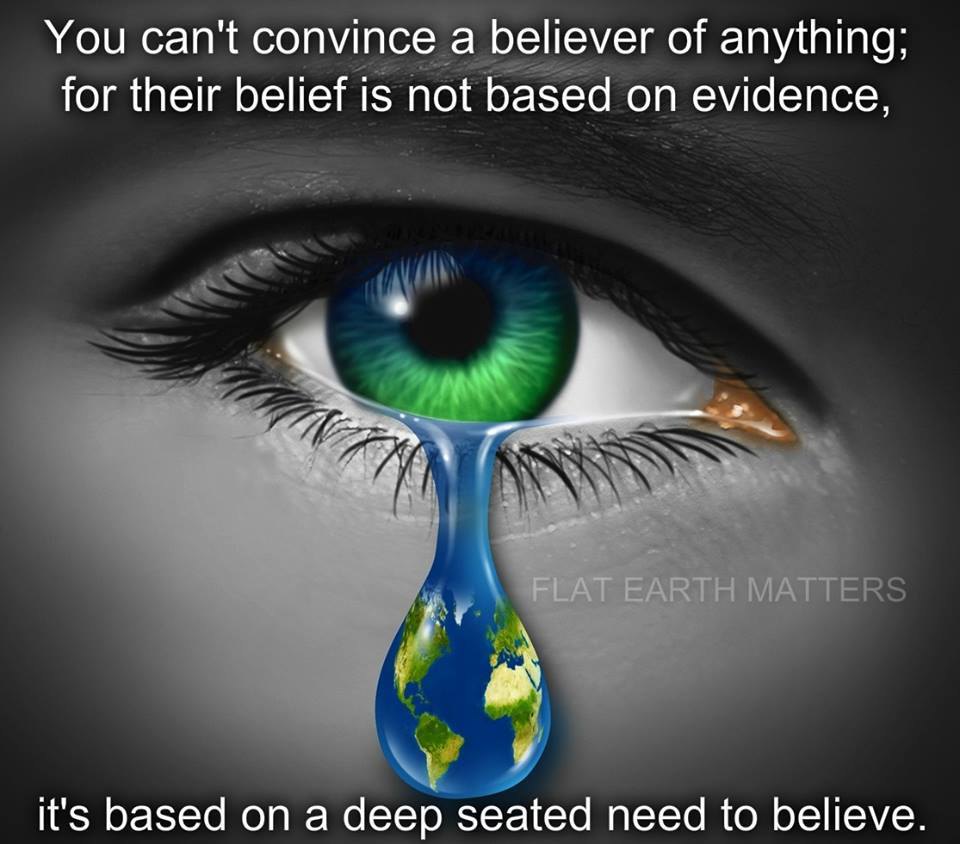 You can't convince a believer of anything;
for their belief is not based on evidence,
FLAT EARTH MATTERS
it's based on a deep seated need to believe.